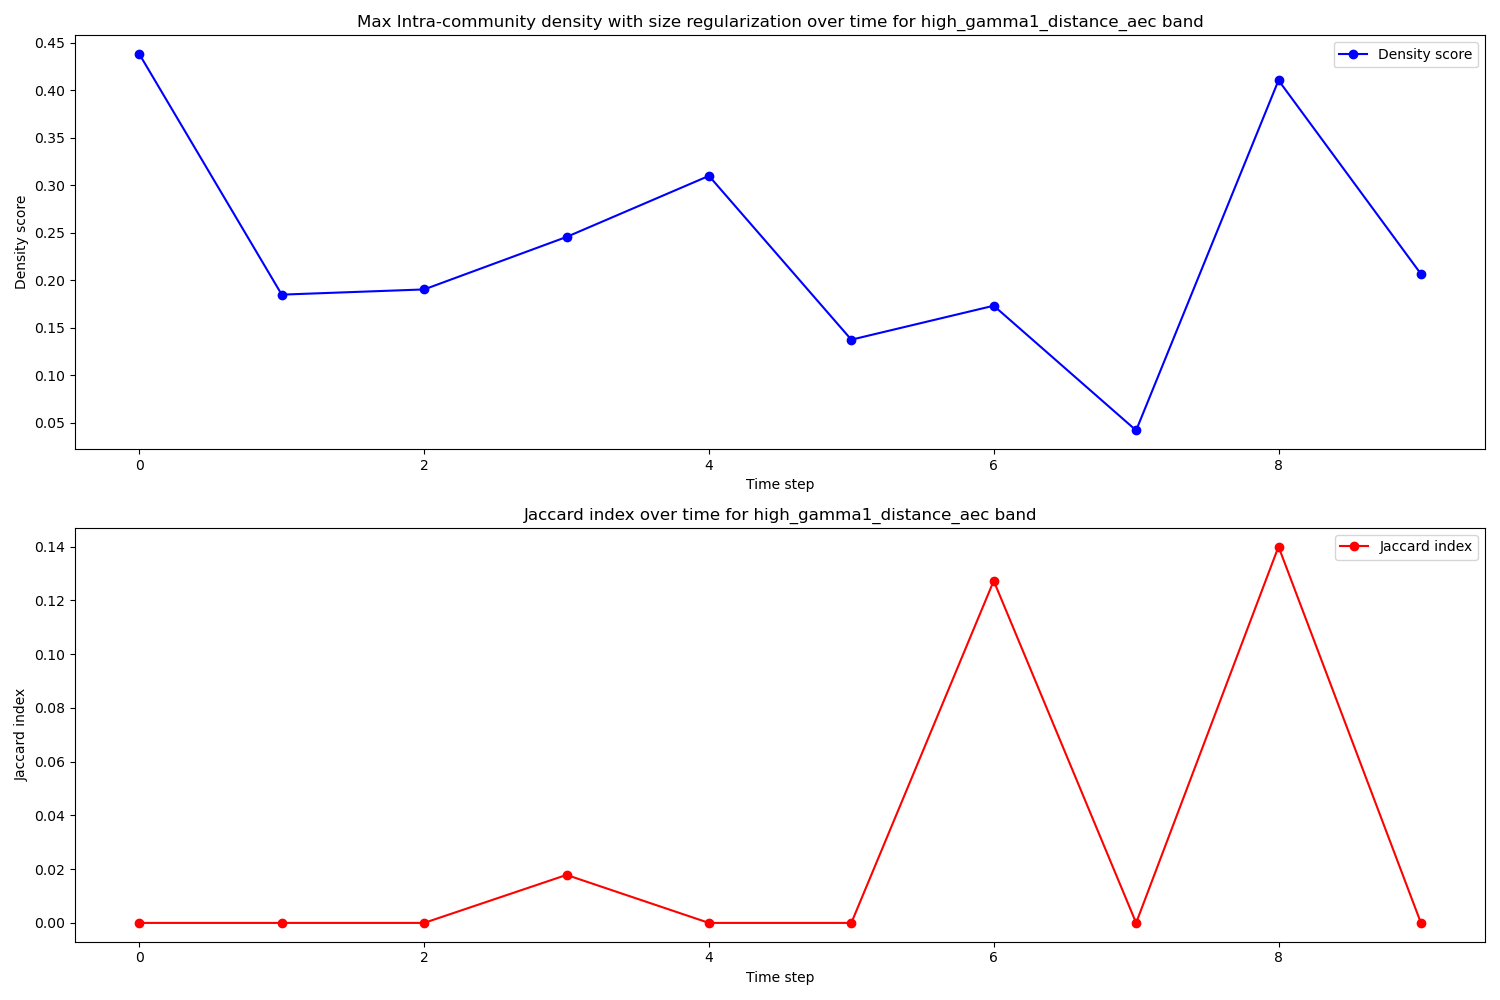 Max Intra-community density with size regularization over time for high_gamma1_distance_aec band
Density score
0.45
0.40
0.35
0.30
0.25
0.20
0.15
0.10
0.05
Density score
0 2 4 6 8
Time step
Jaccard index over time for high_gamma1_distance_aec band
Jaccard index
0.14
0.12
0.10
0.08
0.06
0.04
0.02
0.00
Jaccard index
0 2 4 6 8
Time step